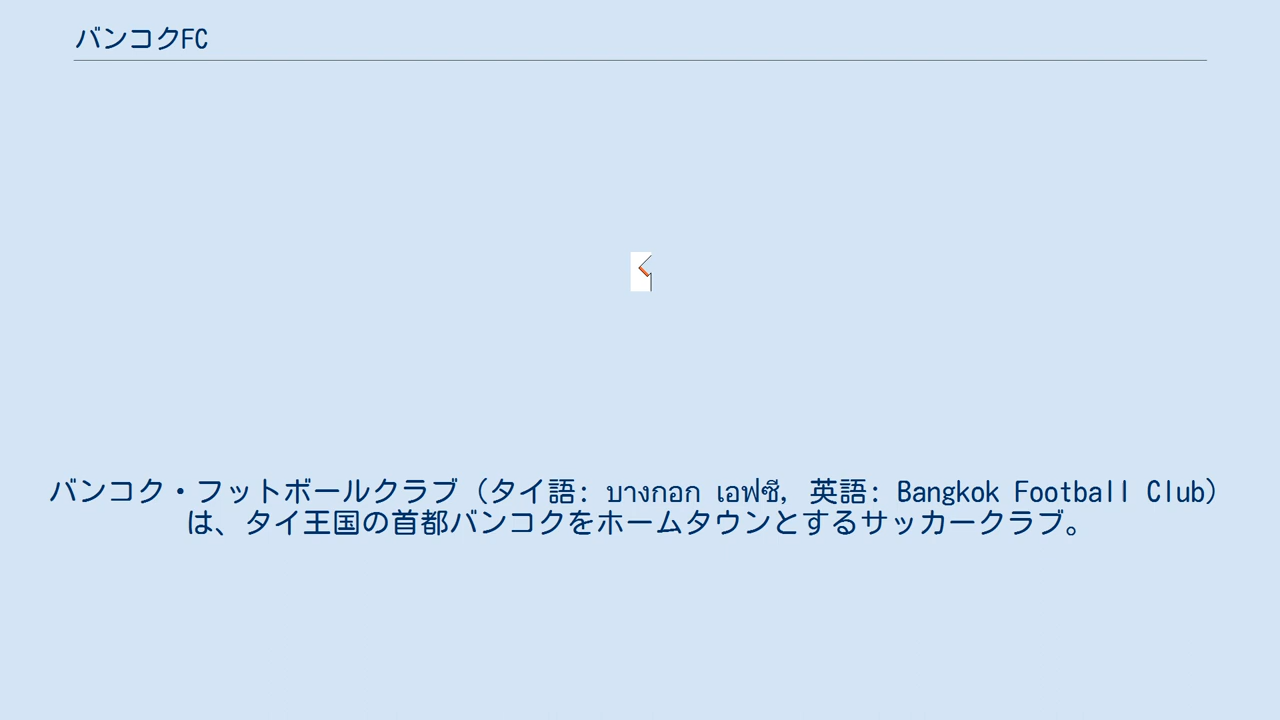 バンコクFC
バンコク・フットボールクラブ（タイ語: บางกอก เอฟซี, 英語: Bangkok Football Club）
は、タイ王国の首都バンコクをホームタウンとするサッカークラブ。